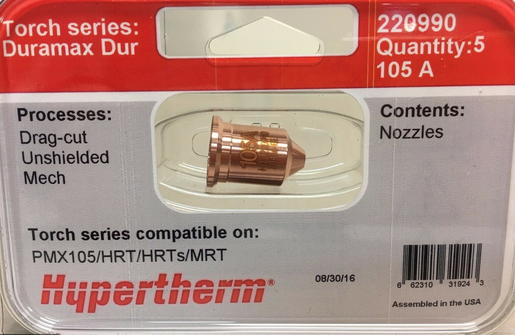 Torch series:
Duramax Dur
220990
Quantity:5
105 A
Processes:
Drag-cut
Unshielded
Mech
Contents:
Nozzles
105
Torch series compatible on:
PMX105/HRT/HRTs/MRT
Hypertherm®
08/30/16
6 62310 31924 3
Assembled in the USA